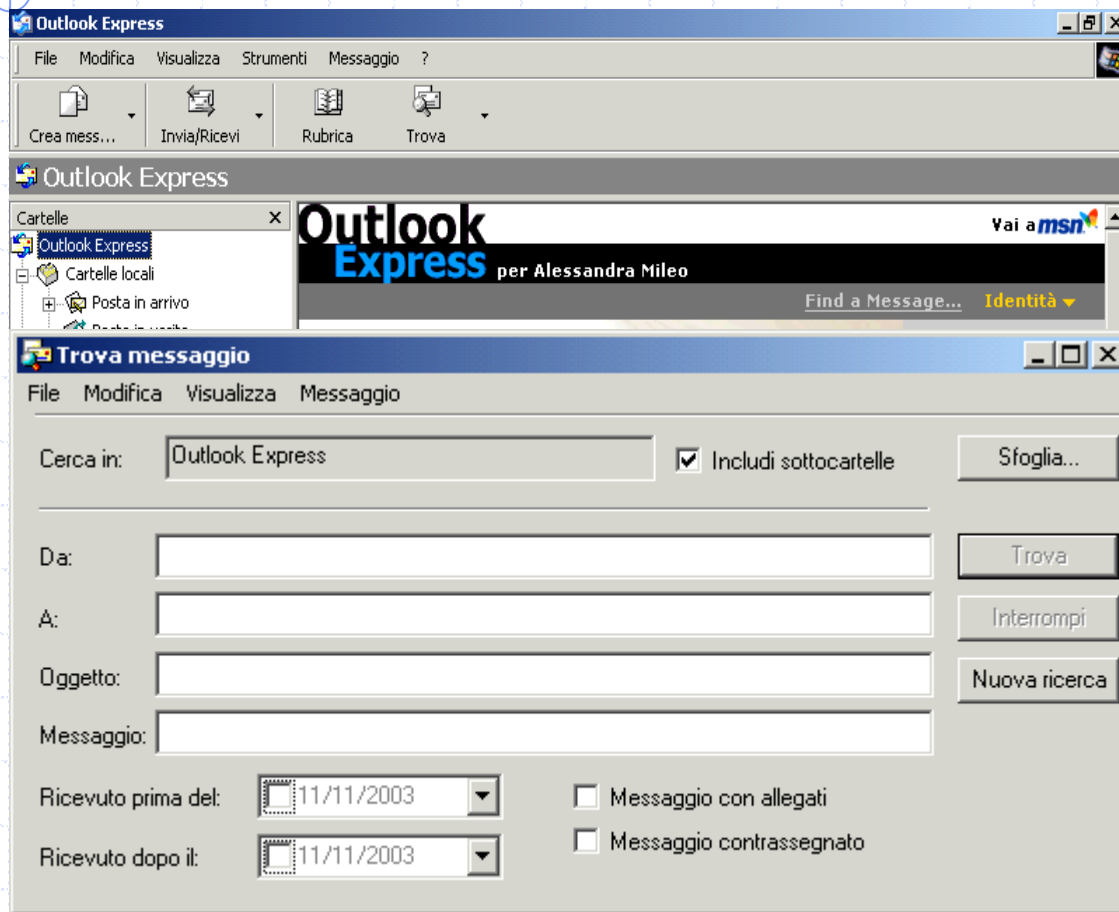 Outlook Express
File Modifica Visualizza Strumenti Messaggio ?
Crea mess... Invia/Ricevi Rubrica Trova
Outlook Express
Cartelle
Outlook Express
Cartelle locali
Posta in arrivo
Outlook
Express per Alessandra Mileo
Vai a msn
Find a Message... Identità
Trova messaggio
File Modifica Visualizza Messaggio
Cerca in: Outlook Express Includi sottocartelle Sfoglia...
Da: Trova
A: Interrompi
Oggetto: Nuova ricerca
Messaggio:
Ricevuto prima del: 11/11/2003 Messaggio con allegati
Ricevuto dopo il: 11/11/2003 Messaggio contrassegnato